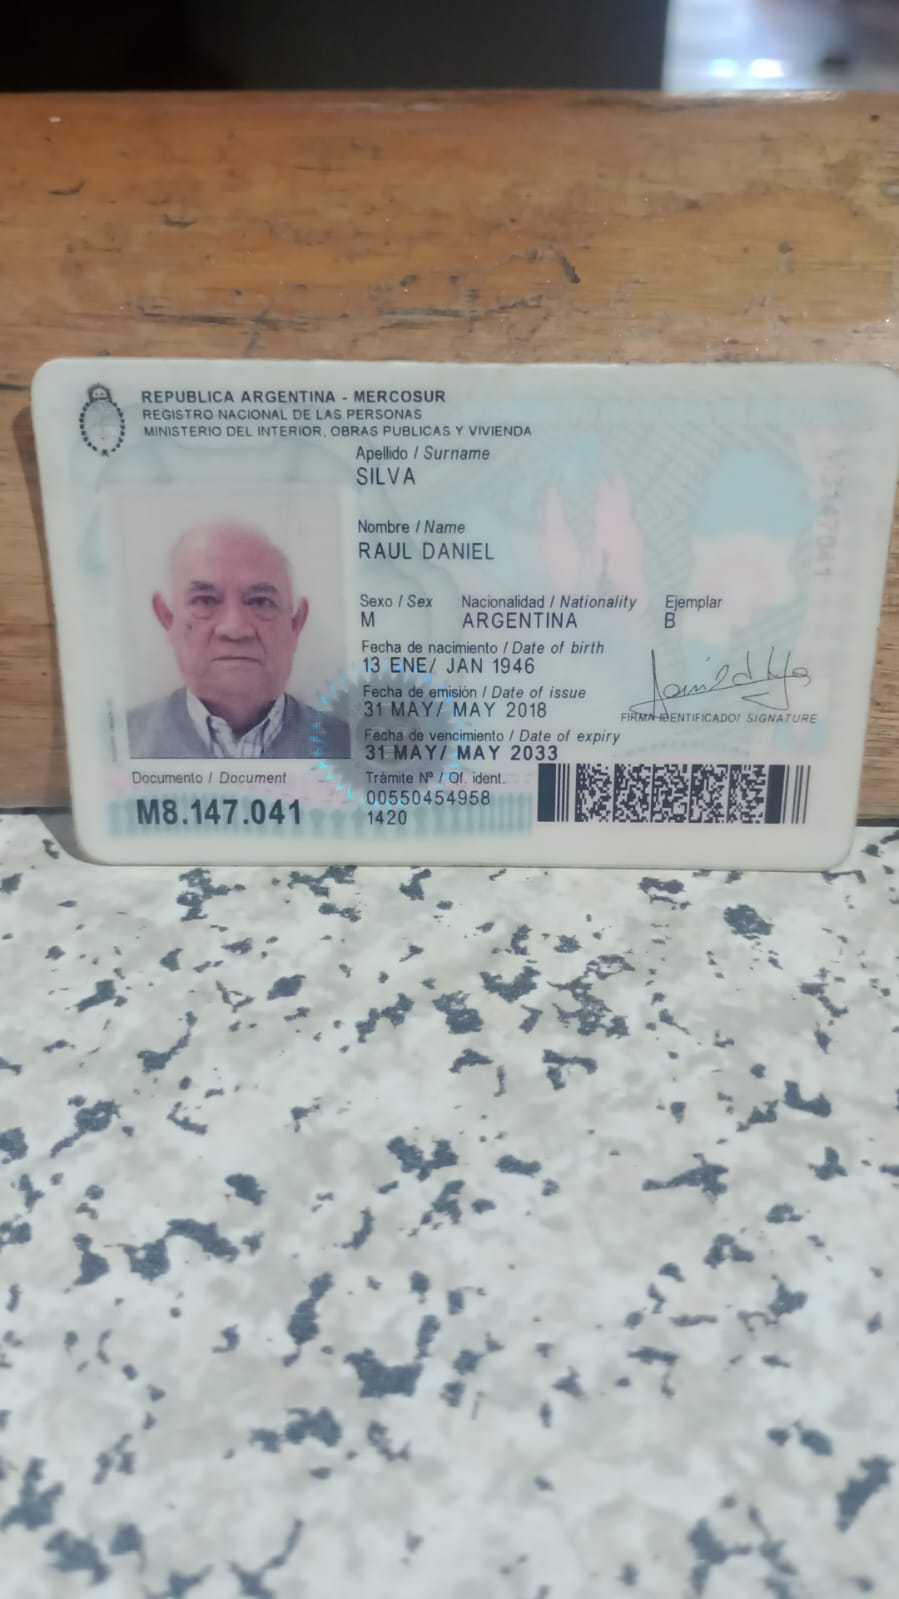 REPUBLICA ARGENTINA - MERCOSUR
REGISTRO NACIONAL DE LAS PERSONAS
MINISTERIO DEL INTERIOR, OBRAS PUBLICAS Y VIVIENDA
Apellido / Surname
SILVA
Nombre / Name
RAUL DANIEL
Sexo / Sex Nacionalidad / Nationality Ejemplar
M ARGENTINA B
Fecha de nacimiento / Date of birth
13 ENE/ JAN 1946
Fecha de emisión / Date of issue
31 MAY/ MAY 2018
FIRMA IDENTIFICADO/ SIGNATURE
Fecha de vencimiento / Date of expiry
31 MAY/ MAY 2033
Documento / Document Trámite Nº / Of. ident.
M8.147.041 00550454958
1420